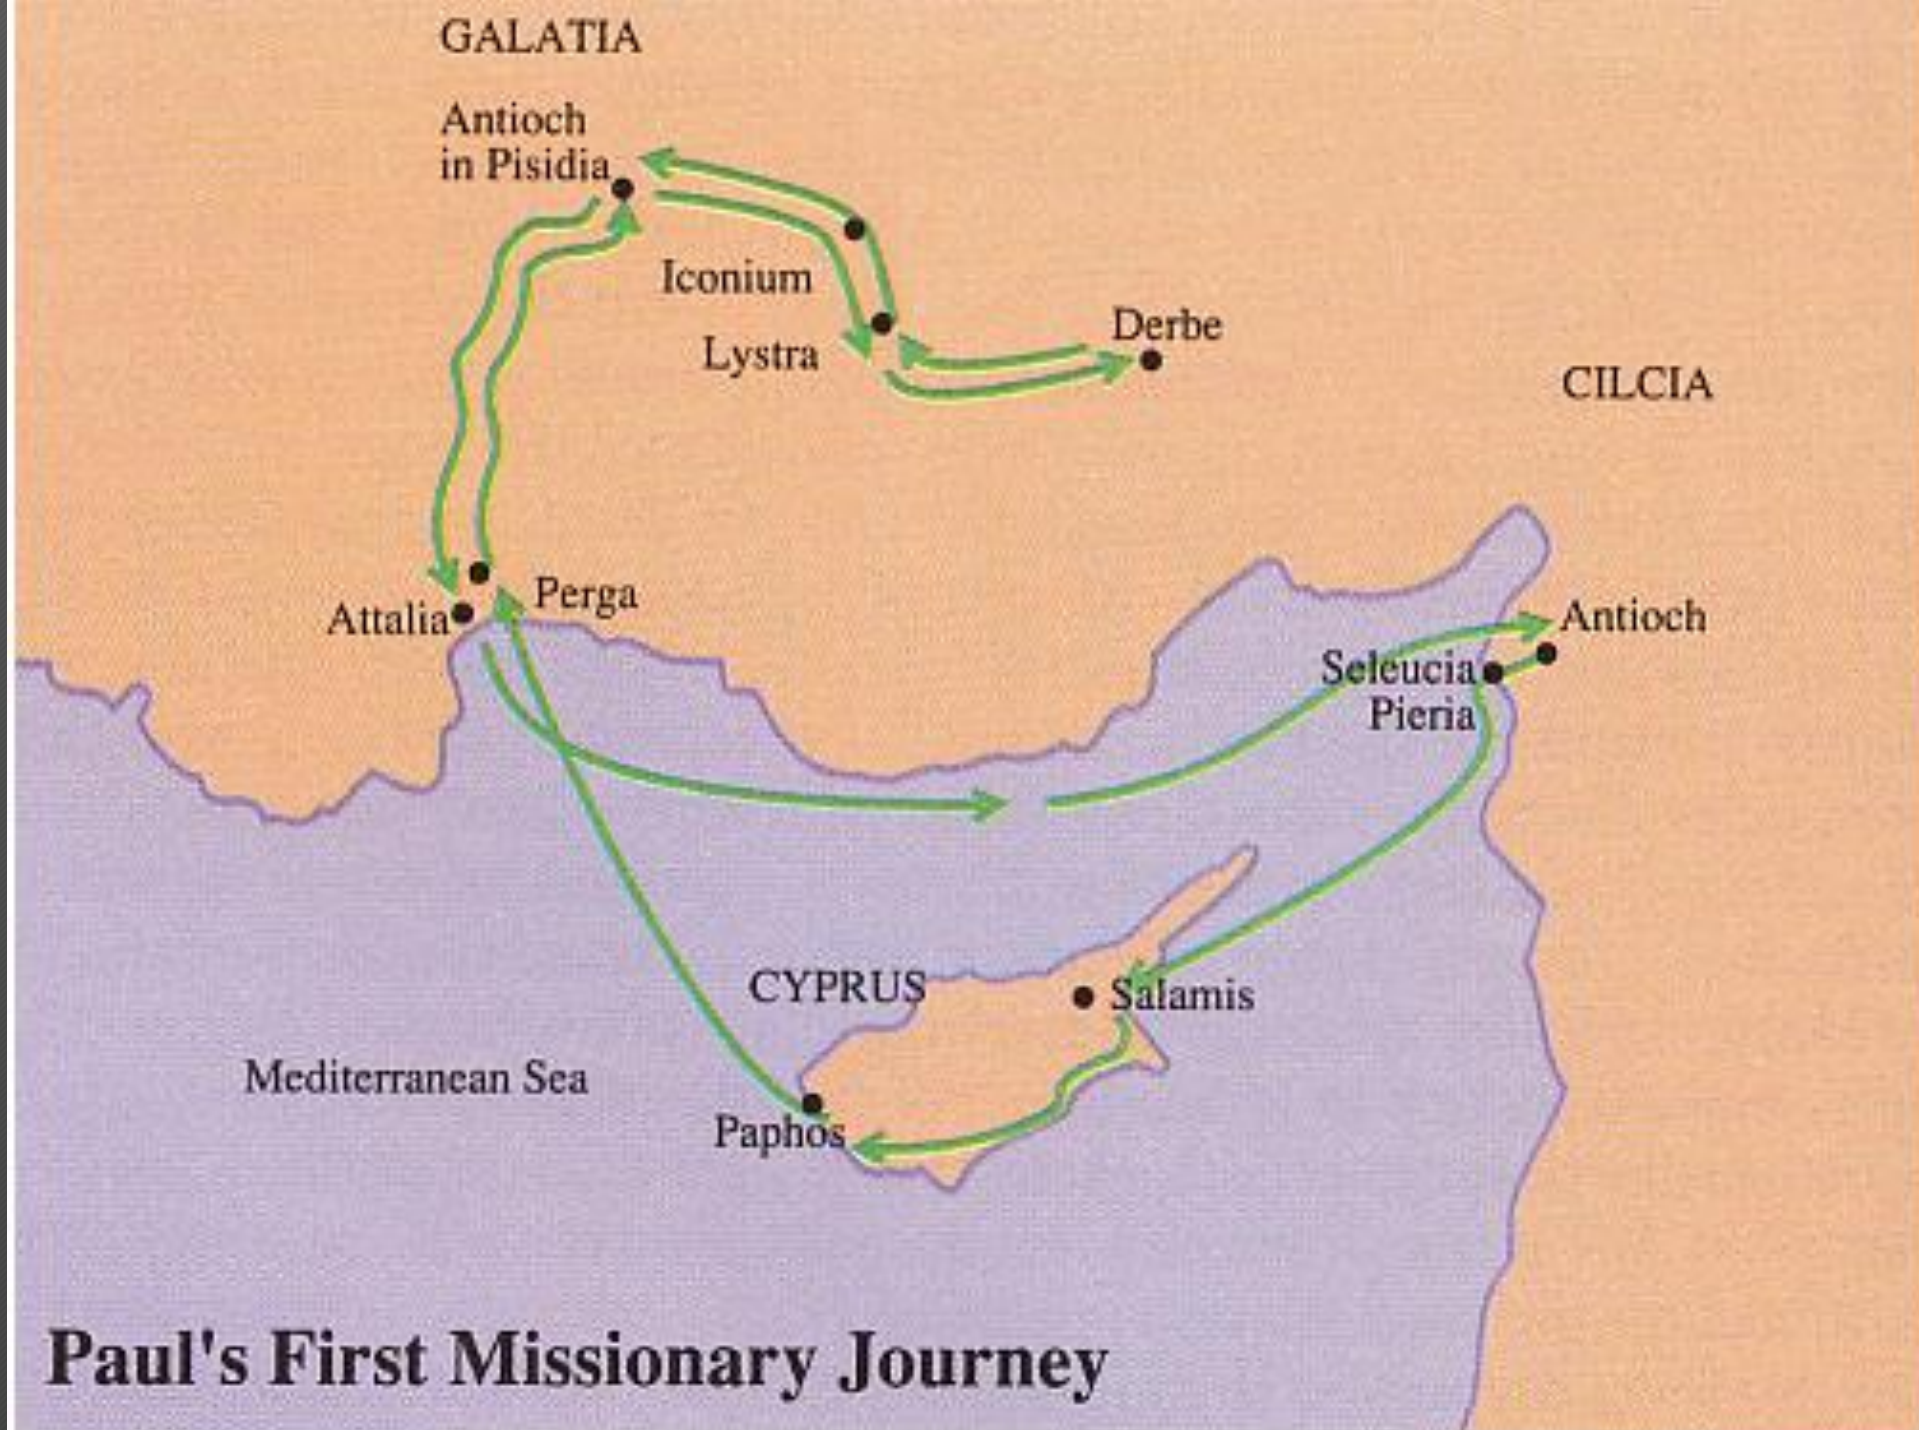 GALATIA
Antioch
in Pisidia
Iconium
Lystra
Derbe
CILCIA
Attalia
Perga
Antioch
Seleucia
Pieria
CYPRUS
Salamis
Mediterranean Sea
Paphos
Paul's First Missionary Journey